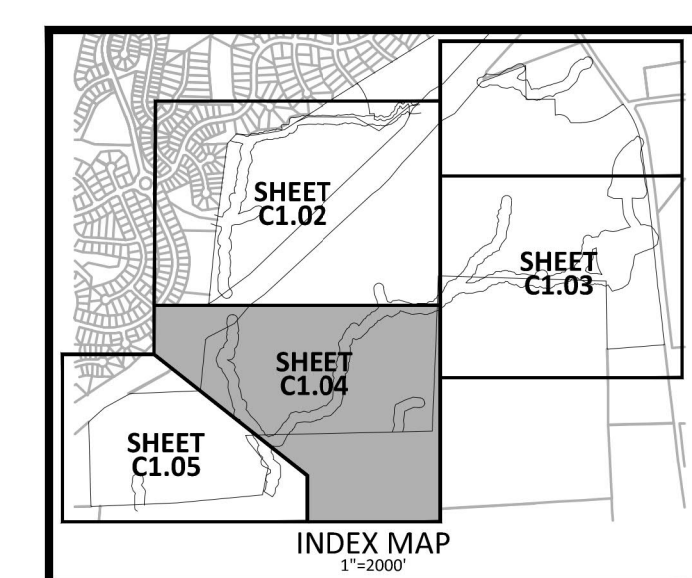 SHEET
C1.02
SHEET
C1.03
SHEET
C1.04
SHEET
C1.05
INDEX MAP
1"=2000'